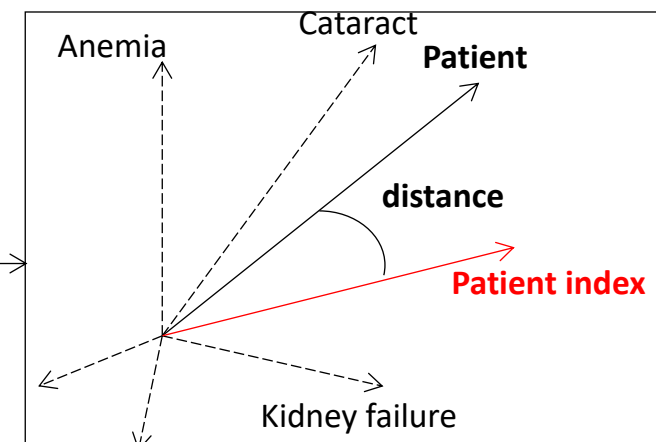 Cataract
Anemia
Patient
distance
Patient index
Kidney failure